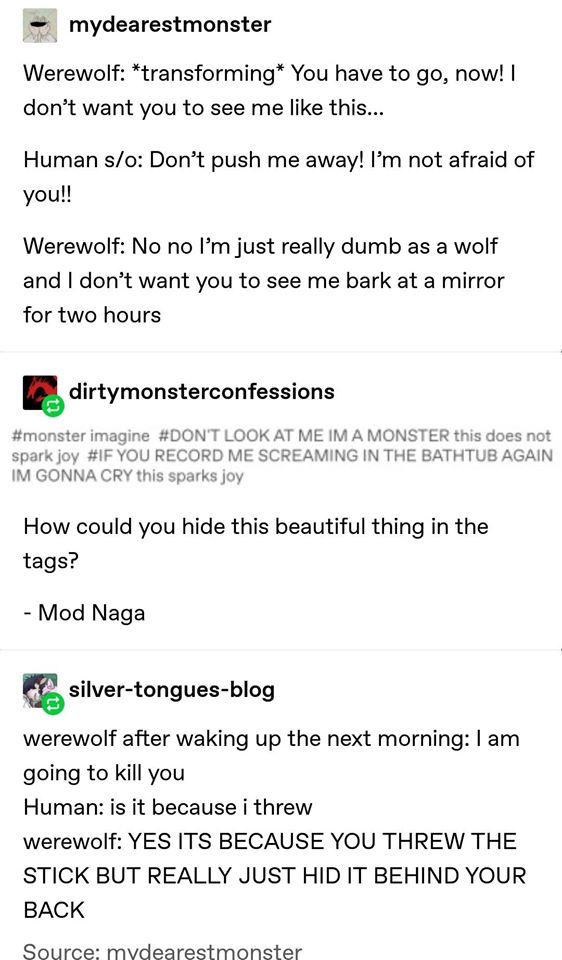 mydearestmonster
Werewolf: *transforming* You have to go, now! I
don’t want you to see me like this...
Human s/o: Don’t push me away! I’m not afraid of
you!!
Werewolf: No no I’m just really dumb as a wolf
and I don’t want you to see me bark at a mirror
for two hours
dirtymonsterconfessions
#monster imagine #DON'T LOOK AT ME IM A MONSTER this does not
spark joy #IF YOU RECORD ME SCREAMING IN THE BATHTUB AGAIN
IM GONNA CRY this sparks joy
How could you hide this beautiful thing in the
tags?
- Mod Naga
silver-tongues-blog
werewolf after waking up the next morning: I am
going to kill you
Human: is it because i threw
werewolf: YES ITS BECAUSE YOU THREW THE
STICK BUT REALLY JUST HID IT BEHIND YOUR
BACK
Source: mydearestmonster